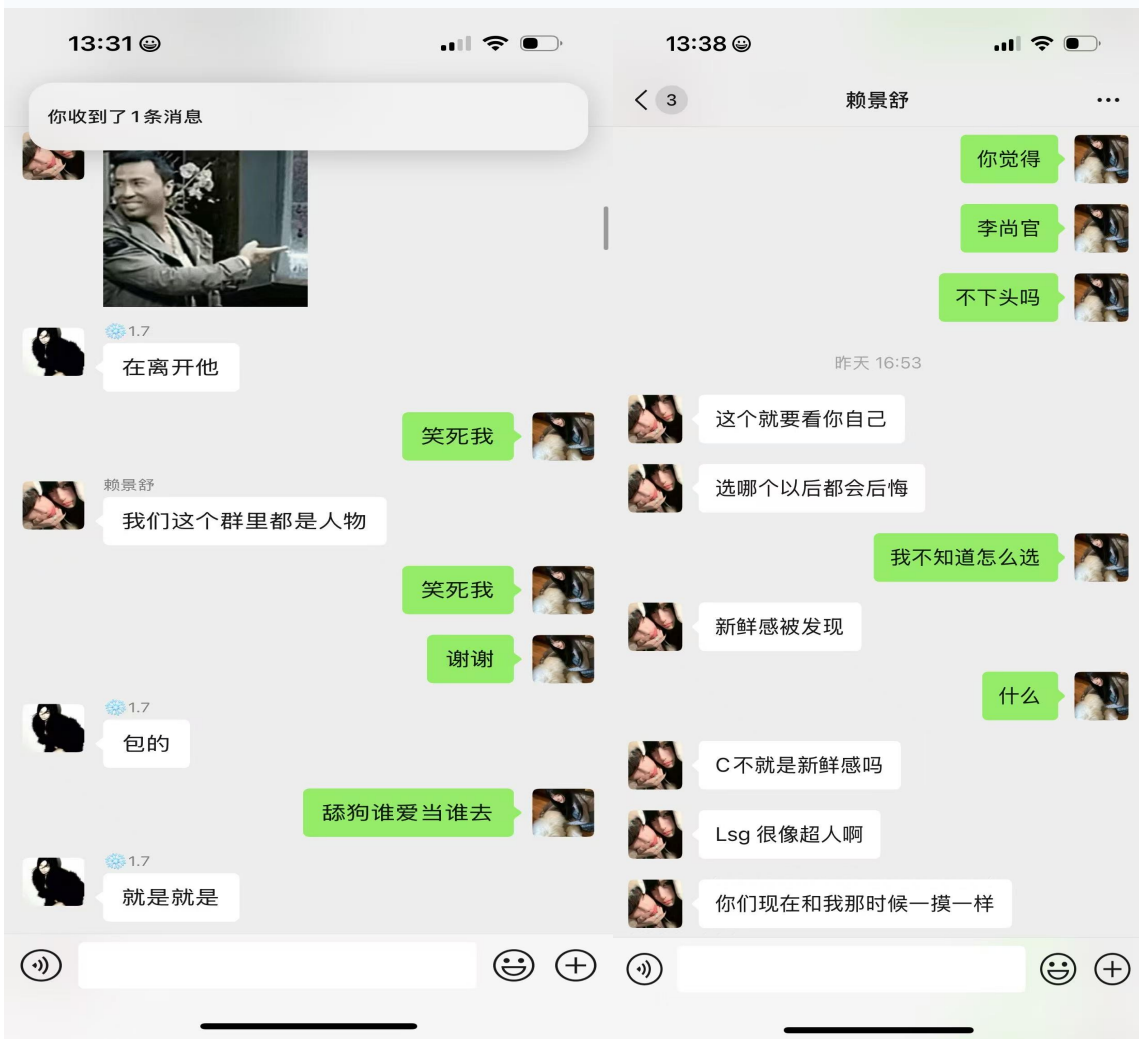 13:31
你收到了1条消息
1.7
在离开他
笑死我
赖景舒
我们这个群里都是人物
笑死我
谢谢
1.7
包的
舔狗谁爱当谁去
1.7
就是就是
13:38
3
赖景舒
你觉得
李尚官
不下头吗
昨天 16:53
这个就要看你自己
选哪个以后都会后悔
我不知道怎么选
新鲜感被发现
什么
C不就是新鲜感吗
Lsg 很像超人啊
你们现在和我那时候一摸一样